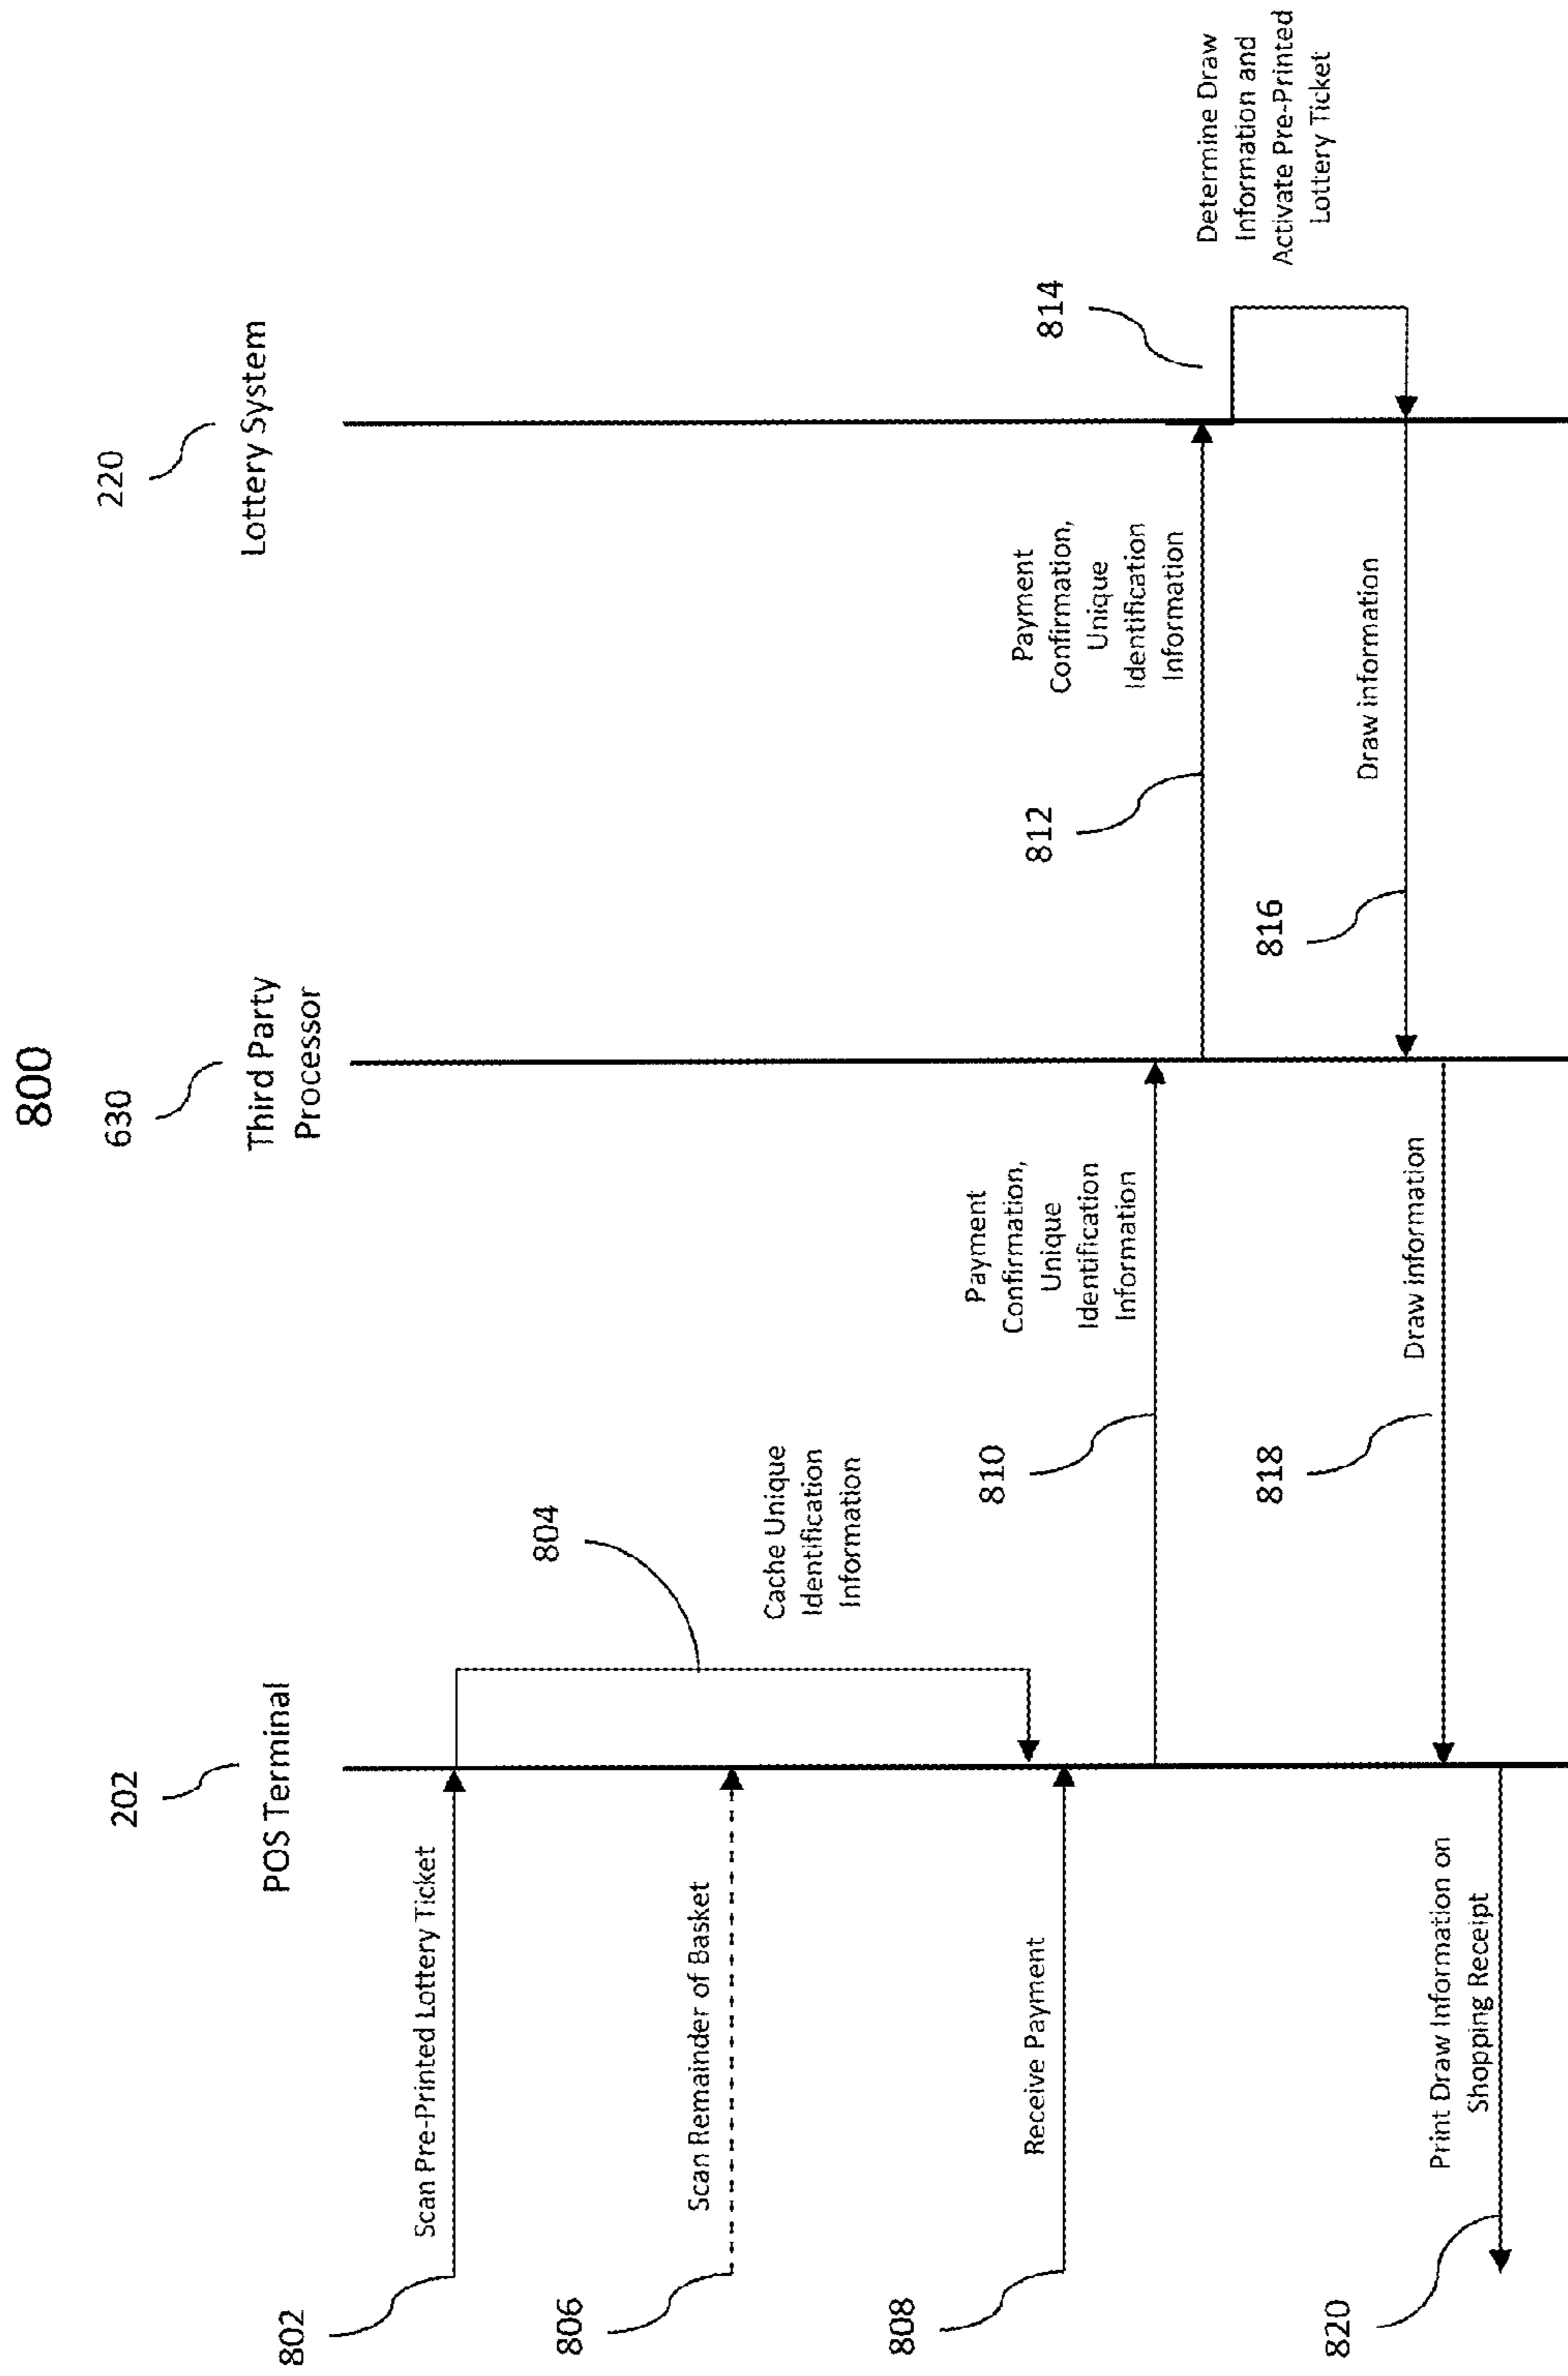 800
202
POS Terminal
630
Third Party
Processor
220
Lottery System
802
Scan Pre-Printed Lottery Ticket
804
Cache Unique
Identification
Information
806
Scan Remainder of Basket
808
Receive Payment
810
Payment
Confirmation,
Unique
Identification
Information
812
Payment
Confirmation,
Unique
Identification
Information
814
Determine Draw
Information and
Activate Pre-Printed
Lottery Ticket
816
Draw information
818
Draw information
820
Print Draw Information on
Shopping Receipt